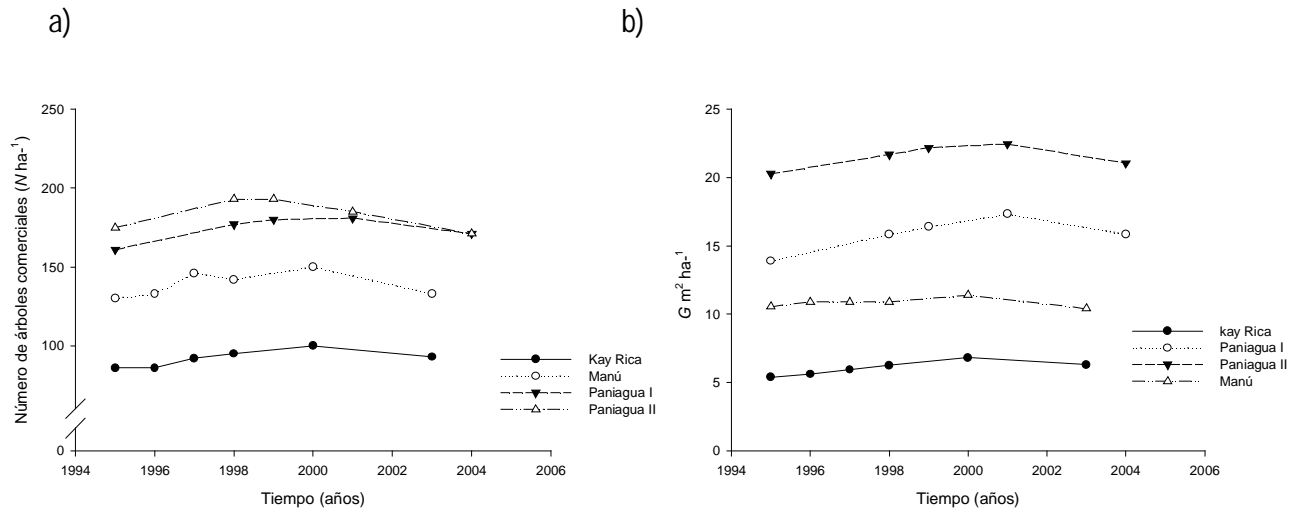 a)
Número de árboles comerciales (N ha-1)
250
200
150
100
0
1994 1996 1998 2000 2002 2004 2006
Tiempo (años)
Kay Rica
Manú
Paniagua I
Paniagua II
b)
G m2 ha-1
25
20
15
10
5
0
1994 1996 1998 2000 2002 2004 2006
Tiempo (años)
kay Rica
Paniagua I
Paniagua II
Manú